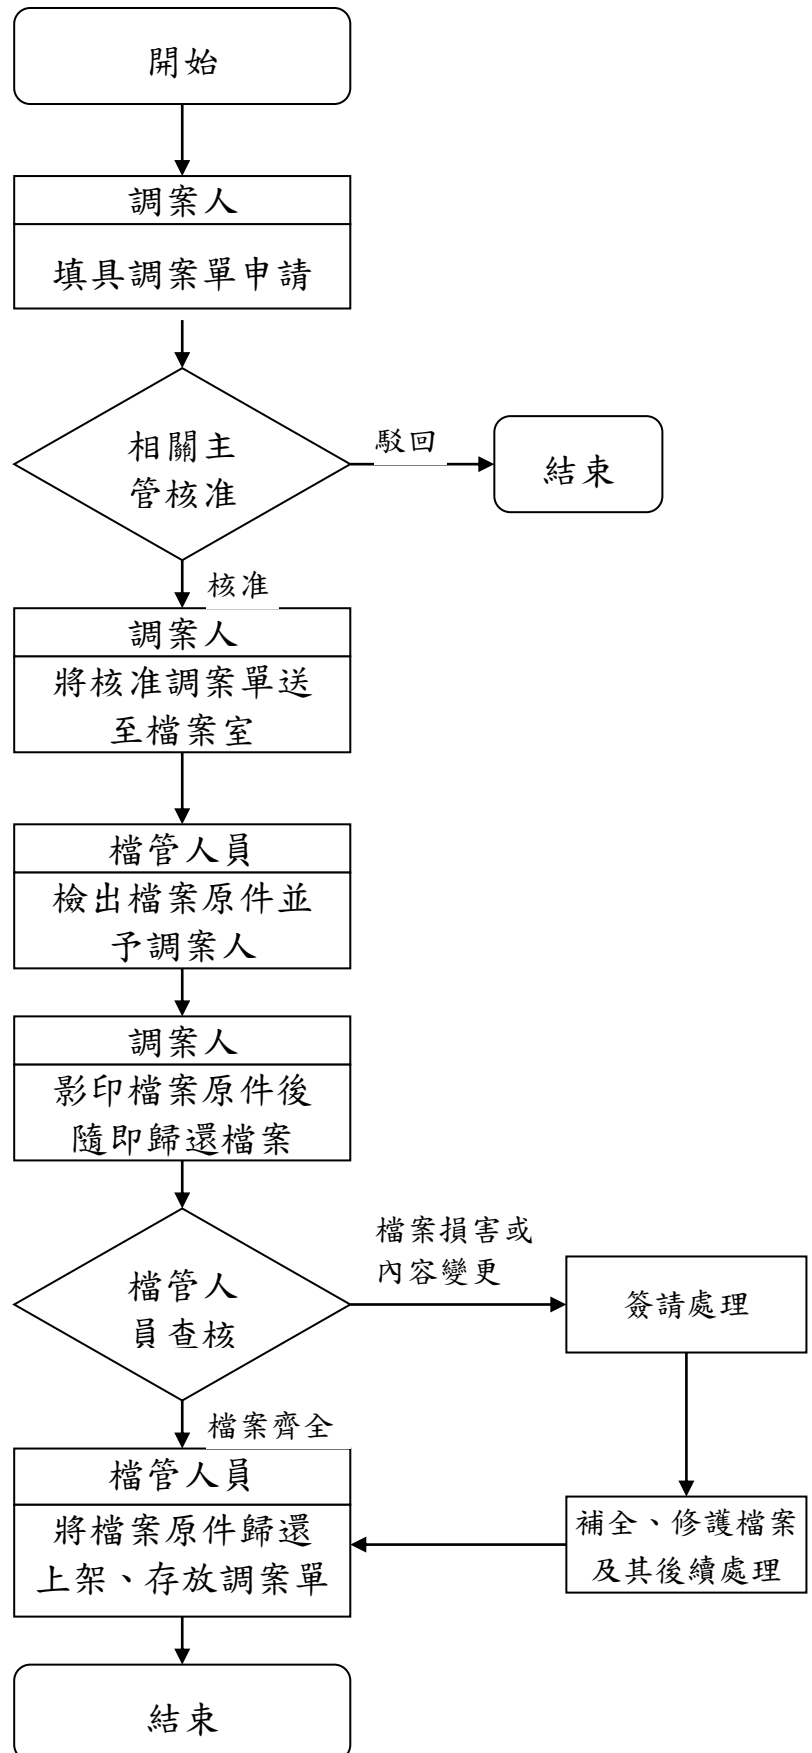 開始
調案人
填具調案單申請
相關主
管核准
駁回
結束
核准
調案人
將核准調案單送
至檔案室
檔管人員
檢出檔案原件並
予調案人
調案人
影印檔案原件後
隨即歸還檔案
檔管人
員查核
檔案損害或
內容變更
簽請處理
檔案齊全
檔管人員
將檔案原件歸還
上架、存放調案單
補全、修護檔案
及其後續處理
結束